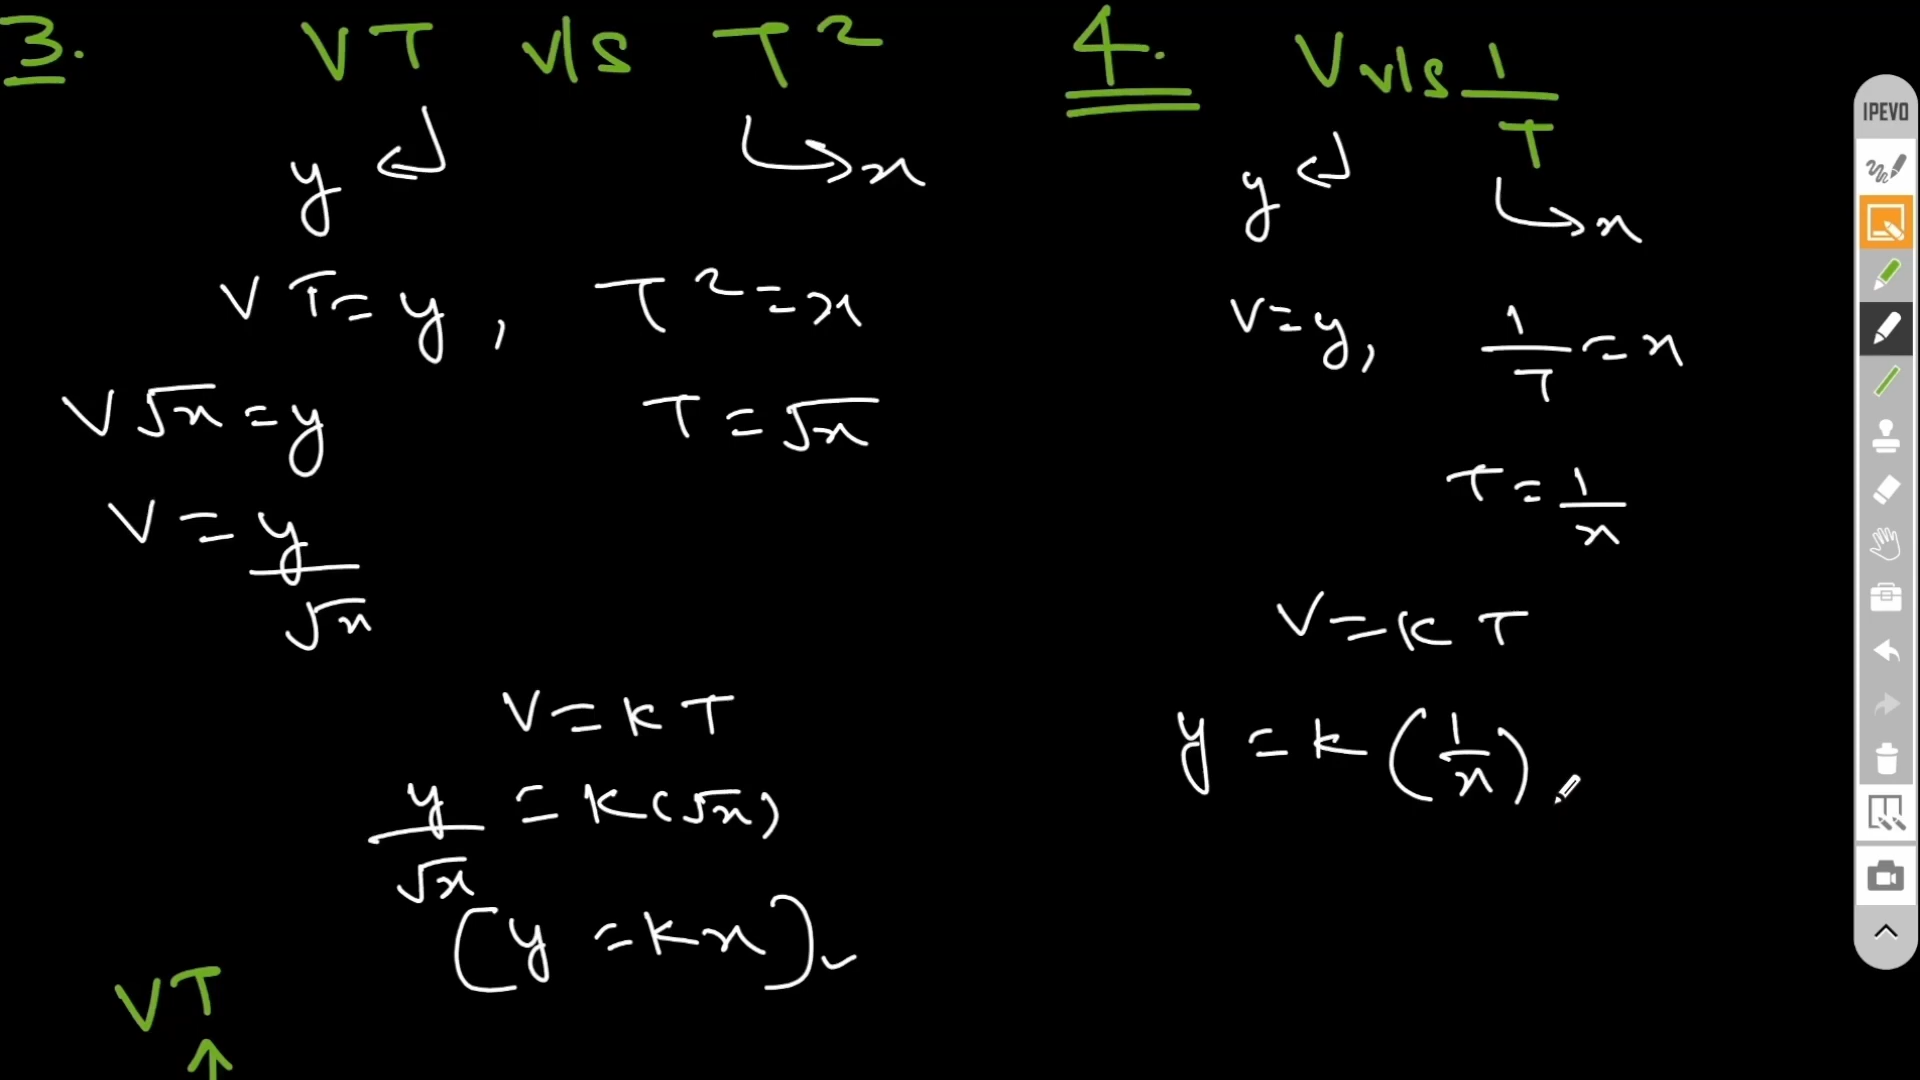 3. VT v/s T²
y x
VT = y, T² = x
V√x = y T = √x
V = y/√x
V = KT
y/√x = K(√x)
(y = Kx)
VT
4. V v/s 1/T
y x
V = y, 1/T = x
T = 1/x
V = KT
y = K(1/x)
IPEVO